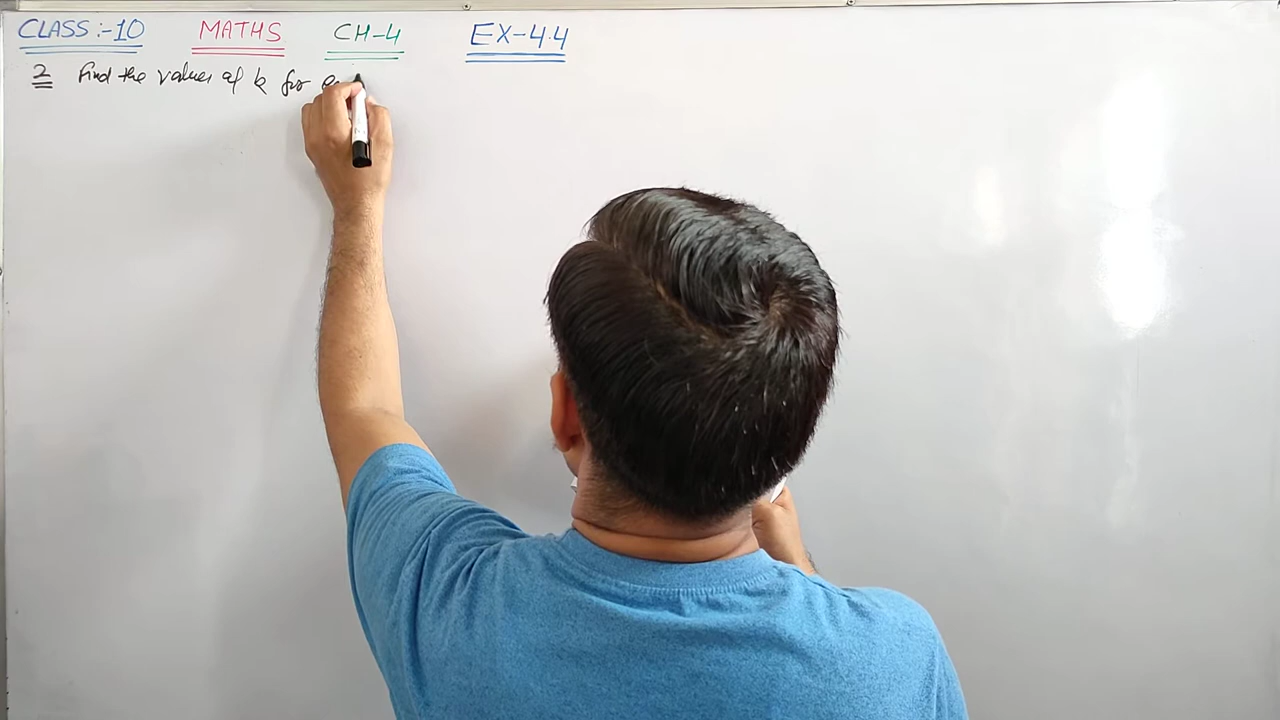 CLASS :- 10 MATHS CH-4 EX-4.4
2 Find the values of k for